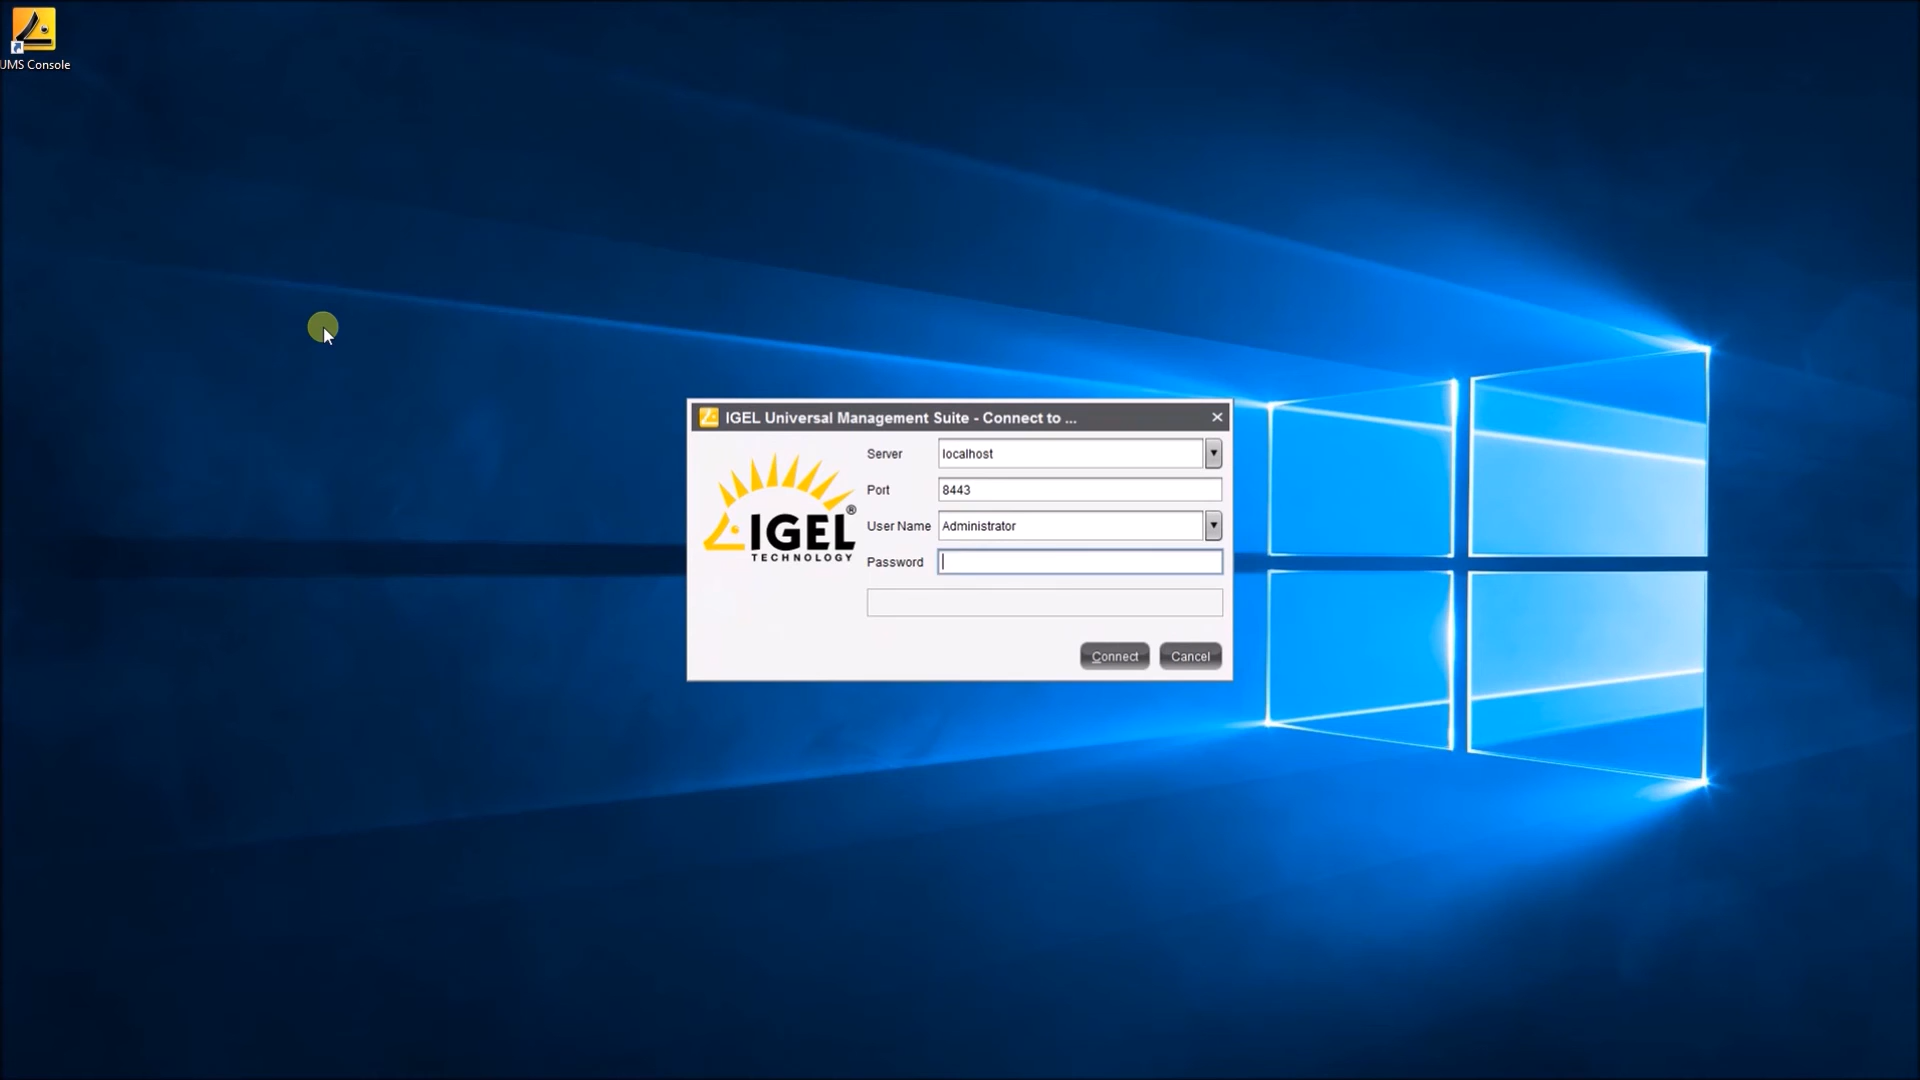 UMS Console
IGEL Universal Management Suite - Connect to ...
Server localhost
Port 8443
User Name Administrator
Password
IGEL®
TECHNOLOGY
Connect Cancel